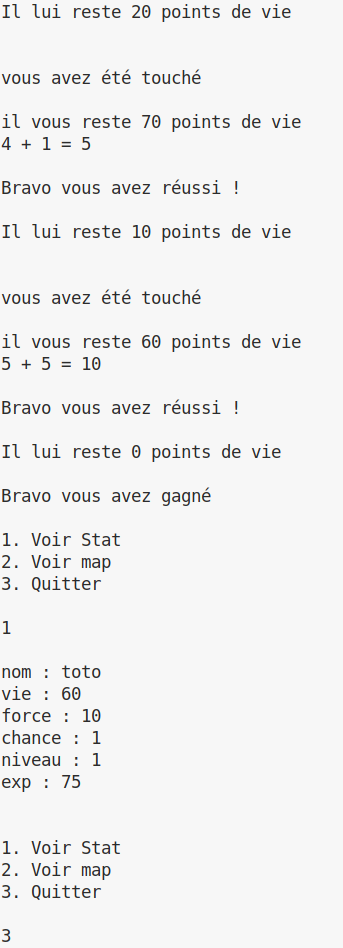 Il lui reste 20 points de vie
vous avez été touché
il vous reste 70 points de vie
4 + 1 = 5
Bravo vous avez réussi !
Il lui reste 10 points de vie
vous avez été touché
il vous reste 60 points de vie
5 + 5 = 10
Bravo vous avez réussi !
Il lui reste 0 points de vie
Bravo vous avez gagné
1. Voir Stat
2. Voir map
3. Quitter
1
nom : toto
vie : 60
force : 10
chance : 1
niveau : 1
exp : 75
1. Voir Stat
2. Voir map
3. Quitter
3